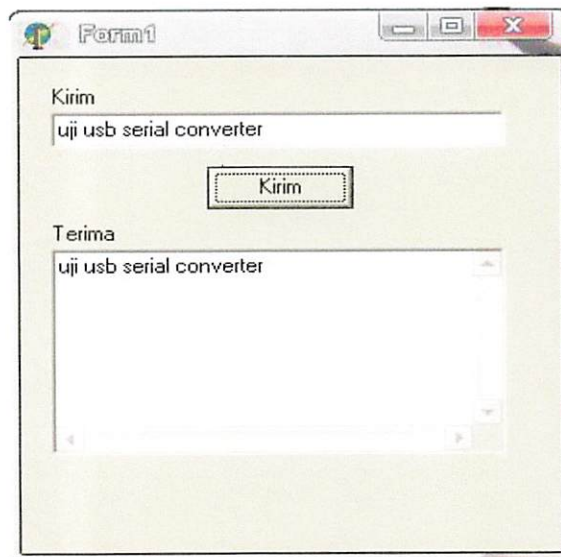 Form1
Kirim
uji usb serial converter
Kirim
Terima
uji usb serial converter